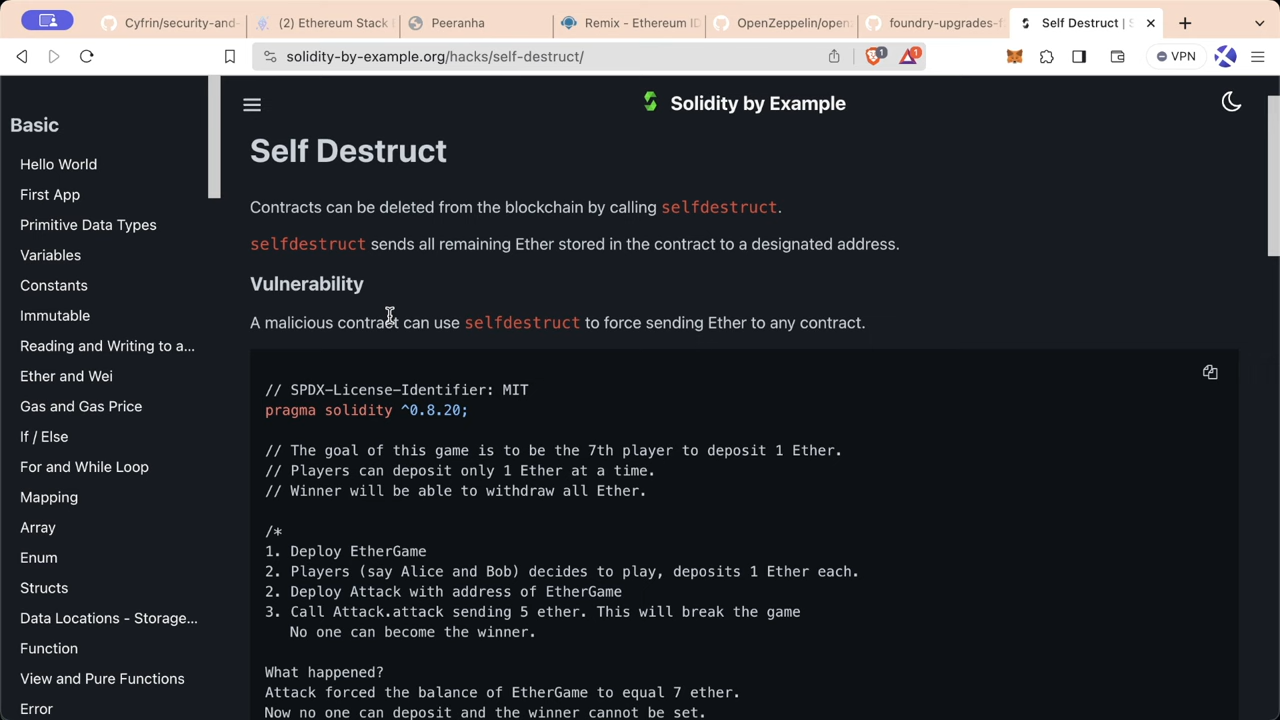 Cyfrin/security-and-
(2) Ethereum Stack
Peeranha
Remix - Ethereum ID
OpenZeppelin/open
foundry-upgrades-f
Self Destruct | S
solidity-by-example.org/hacks/self-destruct/
1
1
VPN
Solidity by Example
Basic
Hello World
First App
Primitive Data Types
Variables
Constants
Immutable
Reading and Writing to a...
Ether and Wei
Gas and Gas Price
If / Else
For and While Loop
Mapping
Array
Enum
Structs
Data Locations - Storage...
Function
View and Pure Functions
Error
Self Destruct
Contracts can be deleted from the blockchain by calling selfdestruct.
selfdestruct sends all remaining Ether stored in the contract to a designated address.
Vulnerability
A malicious contract can use selfdestruct to force sending Ether to any contract.
// SPDX-License-Identifier: MIT
pragma solidity ^0.8.20;
// The goal of this game is to be the 7th player to deposit 1 Ether.
// Players can deposit only 1 Ether at a time.
// Winner will be able to withdraw all Ether.
/*
1. Deploy EtherGame
2. Players (say Alice and Bob) decides to play, deposits 1 Ether each.
2. Deploy Attack with address of EtherGame
3. Call Attack.attack sending 5 ether. This will break the game
No one can become the winner.
What happened?
Attack forced the balance of EtherGame to equal 7 ether.
Now no one can deposit and the winner cannot be set.